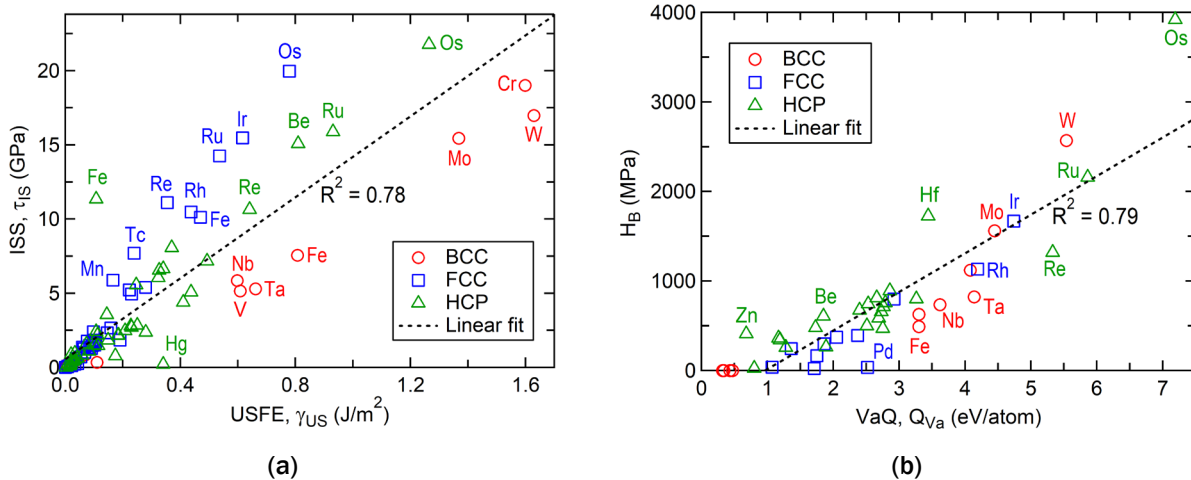 20
15
10
5
0
ISS, τIS (GPa)
0.0
0.4
0.8
1.2
1.6
USFE, γUS (J/m²)
Os
Os
Cr
W
Mo
Ir
Ru
Be
Ru
Fe
Re
Rh
Fe
Re
R² = 0.78
Tc
Mn
Nb
Fe
Ta
V
Hg
BCC
FCC
HCP
Linear fit
(a)
4000
3000
2000
1000
0
HB (MPa)
0
1
2
3
4
5
6
7
VaQ, QVa (eV/atom)
BCC
FCC
HCP
Linear fit
Os
W
Ru
Hf
Mo
Ir
R² = 0.79
Rh
Re
Zn
Be
Ta
Nb
Fe
Pd
(b)